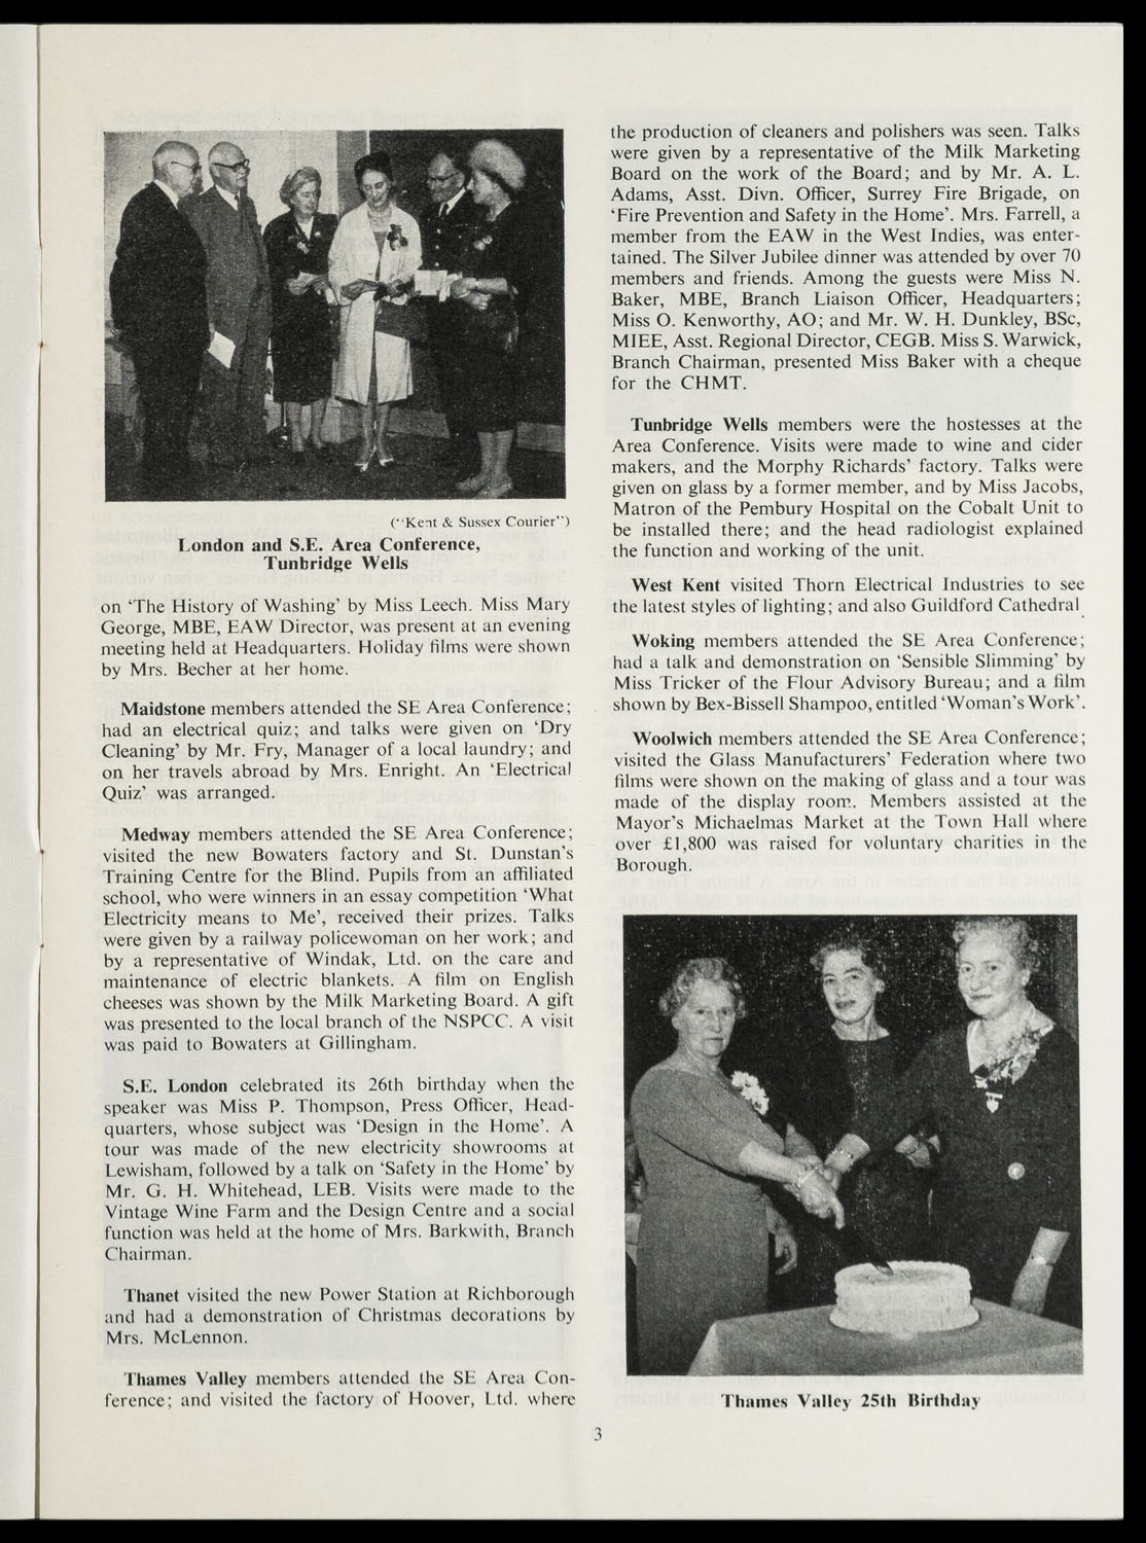 ("Kent & Sussex Courier")
London and S.E. Area Conference,
Tunbridge Wells
on ‘The History of Washing’ by Miss Leech. Miss Mary
George, MBE, EAW Director, was present at an evening
meeting held at Headquarters. Holiday films were shown
by Mrs. Becher at her home.
Maidstone members attended the SE Area Conference;
had an electrical quiz; and talks were given on ‘Dry
Cleaning’ by Mr. Fry, Manager of a local laundry; and
on her travels abroad by Mrs. Enright. An ‘Electrical
Quiz’ was arranged.
Medway members attended the SE Area Conference;
visited the new Bowaters factory and St. Dunstan’s
Training Centre for the Blind. Pupils from an affiliated
school, who were winners in an essay competition ‘What
Electricity means to Me’, received their prizes. Talks
were given by a railway policewoman on her work; and
by a representative of Windak, Ltd. on the care and
maintenance of electric blankets. A film on English
cheeses was shown by the Milk Marketing Board. A gift
was presented to the local branch of the NSPCC. A visit
was paid to Bowaters at Gillingham.
S.E. London celebrated its 26th birthday when the
speaker was Miss P. Thompson, Press Officer, Head-
quarters, whose subject was ‘Design in the Home’. A
tour was made of the new electricity showrooms at
Lewisham, followed by a talk on ‘Safety in the Home’ by
Mr. G. H. Whitehead, LEB. Visits were made to the
Vintage Wine Farm and the Design Centre and a social
function was held at the home of Mrs. Barkwith, Branch
Chairman.
Thanet visited the new Power Station at Richborough
and had a demonstration of Christmas decorations by
Mrs. McLennon.
Thames Valley members attended the SE Area Con-
ference; and visited the factory of Hoover, Ltd. where
the production of cleaners and polishers was seen. Talks
were given by a representative of the Milk Marketing
Board on the work of the Board; and by Mr. A. L.
Adams, Asst. Divn. Officer, Surrey Fire Brigade, on
‘Fire Prevention and Safety in the Home’. Mrs. Farrell, a
member from the EAW in the West Indies, was enter-
tained. The Silver Jubilee dinner was attended by over 70
members and friends. Among the guests were Miss N.
Baker, MBE, Branch Liaison Officer, Headquarters;
Miss O. Kenworthy, AO; and Mr. W. H. Dunkley, BSc,
MIEE, Asst. Regional Director, CEGB. Miss S. Warwick,
Branch Chairman, presented Miss Baker with a cheque
for the CHMT.
Tunbridge Wells members were the hostesses at the
Area Conference. Visits were made to wine and cider
makers, and the Morphy Richards’ factory. Talks were
given on glass by a former member, and by Miss Jacobs,
Matron of the Pembury Hospital on the Cobalt Unit to
be installed there; and the head radiologist explained
the function and working of the unit.
West Kent visited Thorn Electrical Industries to see
the latest styles of lighting; and also Guildford Cathedral.
Woking members attended the SE Area Conference;
had a talk and demonstration on ‘Sensible Slimming’ by
Miss Tricker of the Flour Advisory Bureau; and a film
shown by Bex-Bissell Shampoo, entitled ‘Woman’s Work’.
Woolwich members attended the SE Area Conference;
visited the Glass Manufacturers’ Federation where two
films were shown on the making of glass and a tour was
made of the display room. Members assisted at the
Mayor’s Michaelmas Market at the Town Hall where
over £1,800 was raised for voluntary charities in the
Borough.
Thames Valley 25th Birthday
3